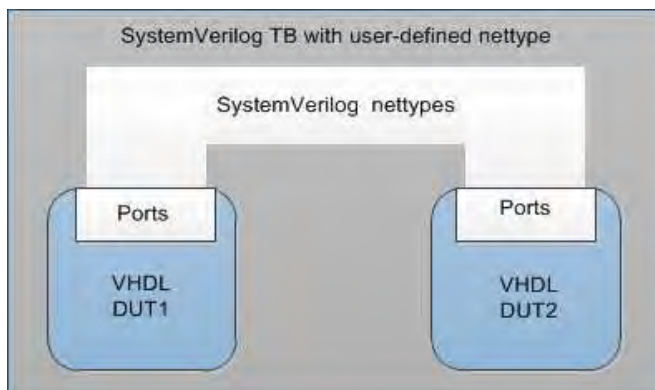 SystemVerilog TB with user-defined nettype
SystemVerilog nettypes
Ports
Ports
VHDL
DUT1
VHDL
DUT2